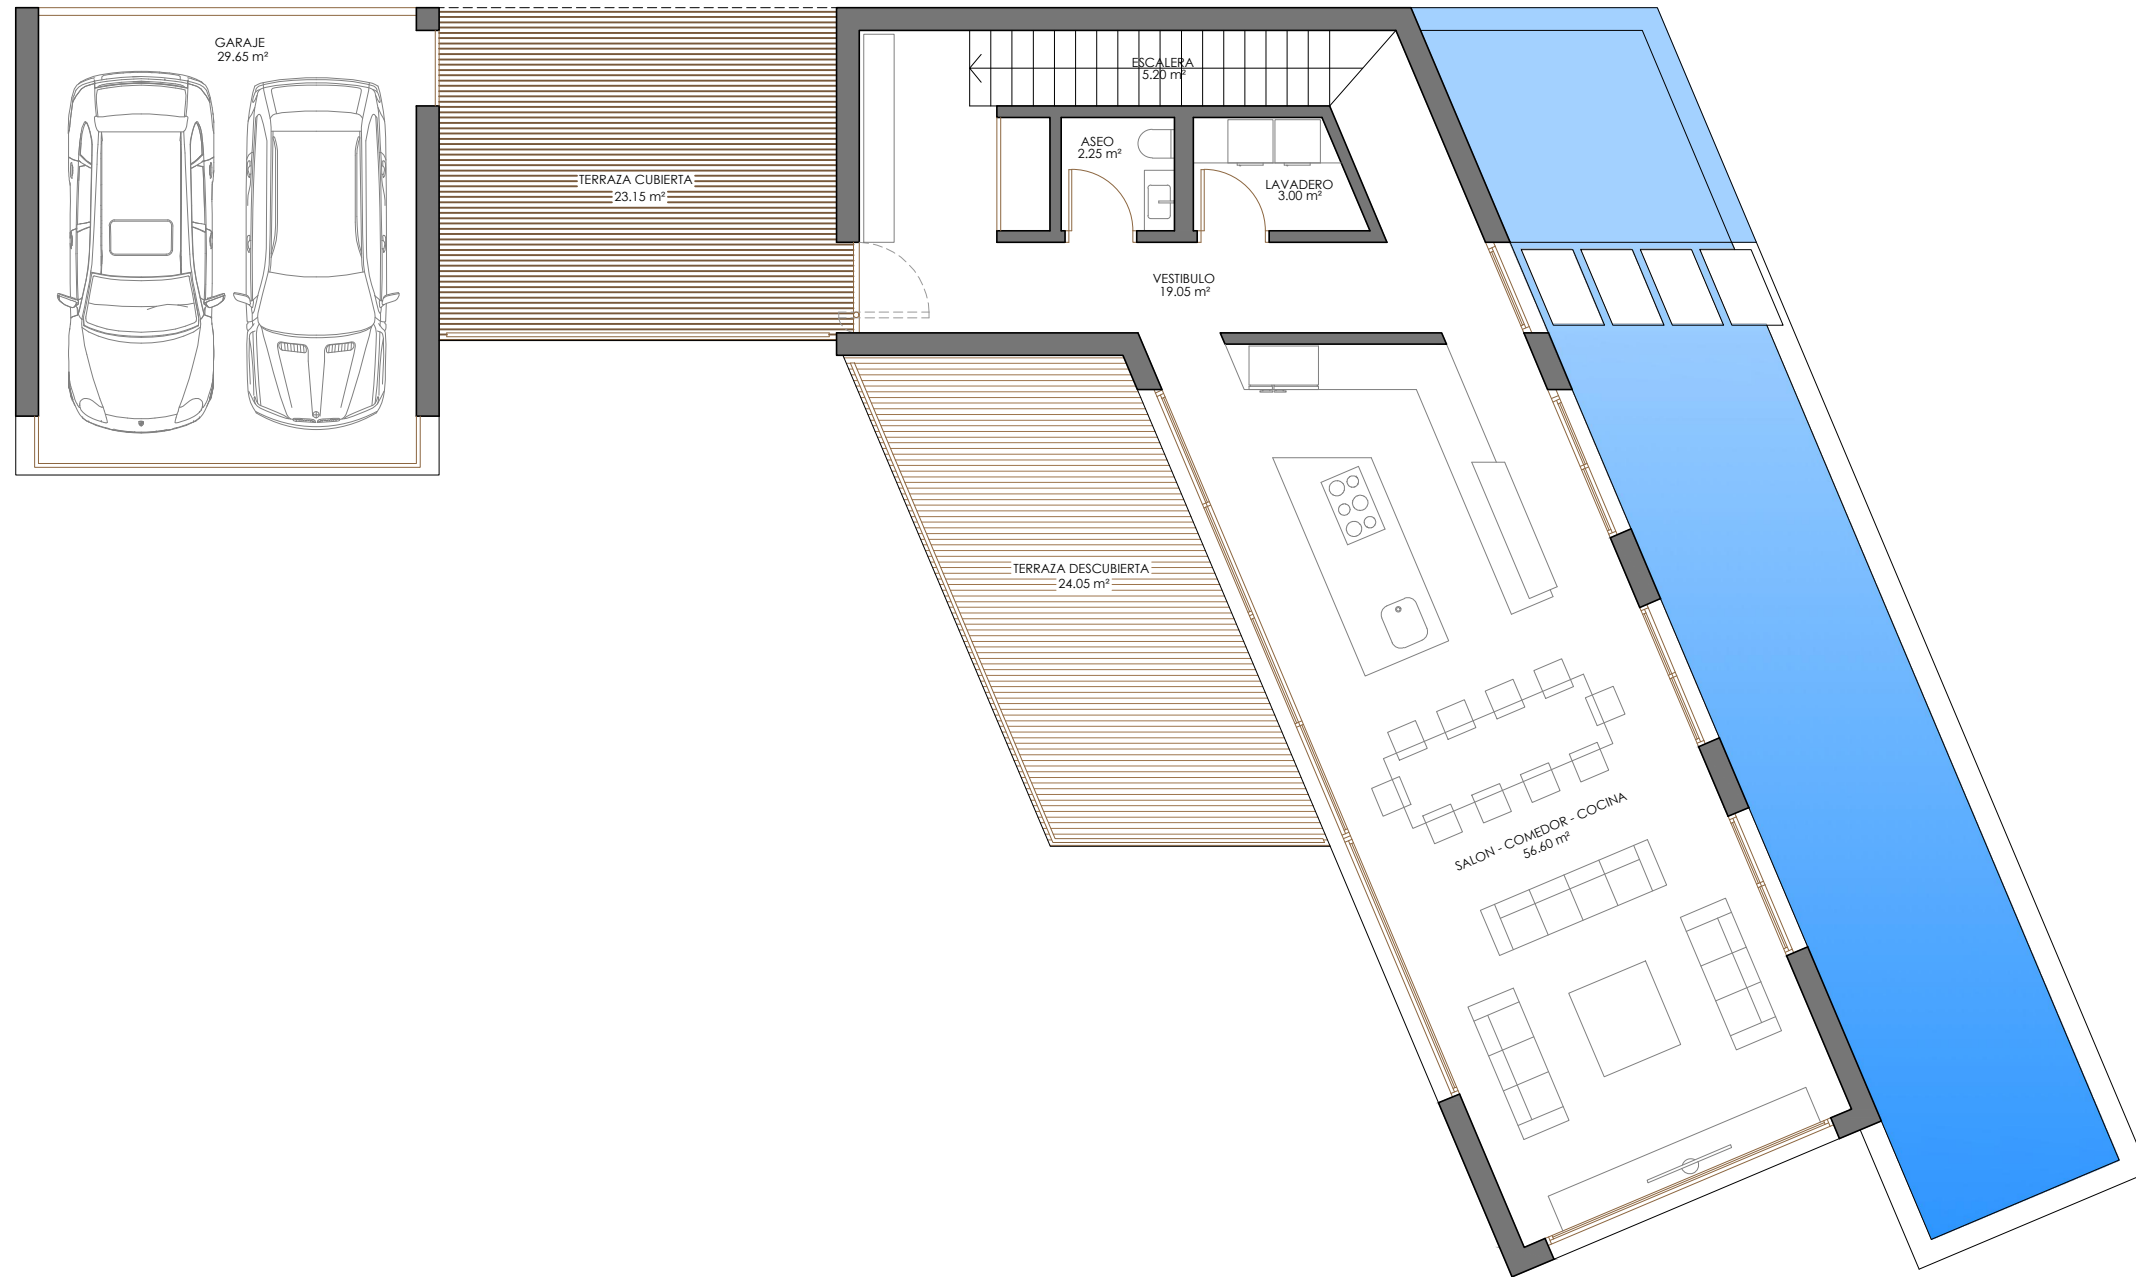 GARAJE
29.65 m²
ESCALERA
5.20 m²
ASEO
2.25 m²
TERRAZA CUBIERTA
23.15 m²
LAVADERO
3.00 m²
VESTIBULO
19.05 m²
TERRAZA DESCUBIERTA
24.05 m²
SALON - COMEDOR - COCINA
56.60 m²